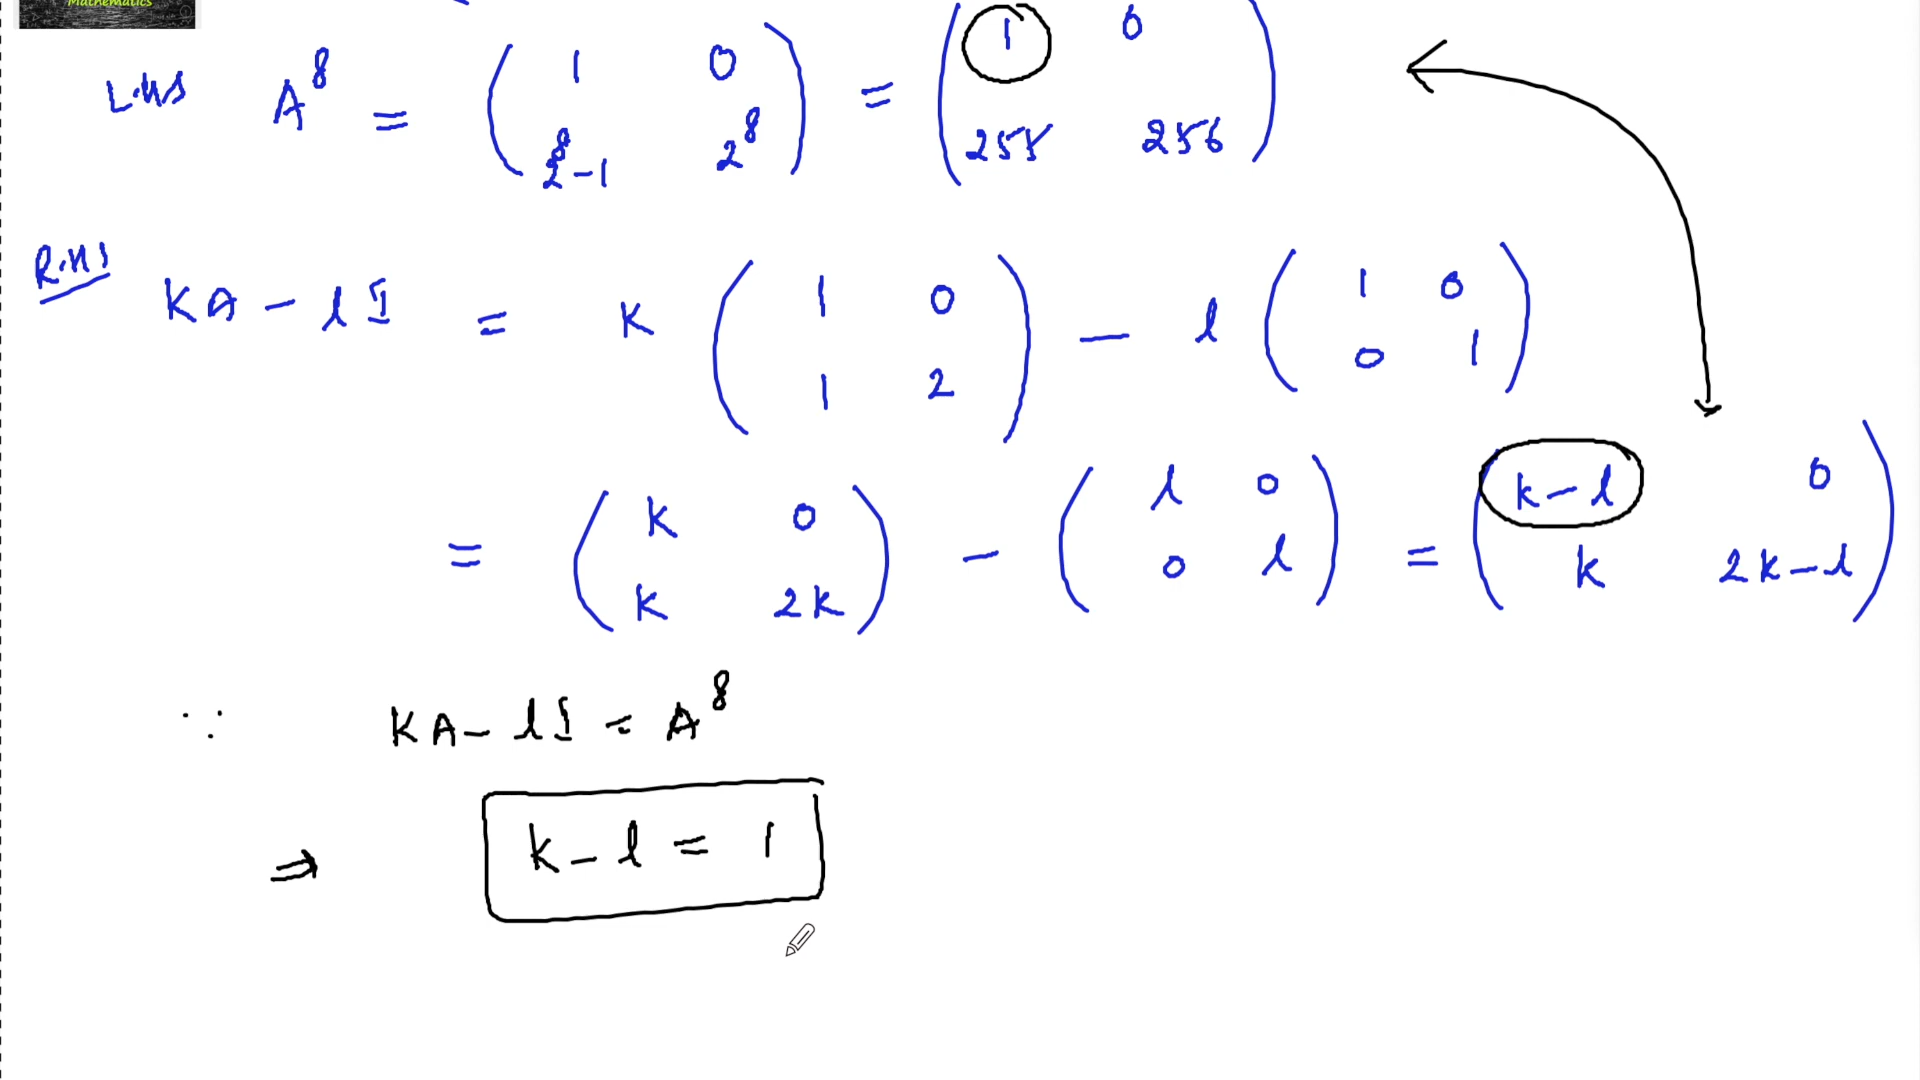 Mathematics
L.H.S A^8 = ( 1 0 ; 2^8-1 2^8 ) = ( 1 0 ; 255 256 )
R.H.S KA - lI = K ( 1 0 ; 1 2 ) - l ( 1 0 ; 0 1 )
= ( K 0 ; K 2K ) - ( l 0 ; 0 l ) = ( k-l 0 ; k 2k-l )
∵ KA - lI = A^8
⇒ k - l = 1